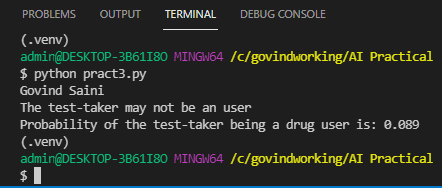 PROBLEMS OUTPUT TERMINAL DEBUG CONSOLE
(.venv)
admin@DESKTOP-3B61I8O MINGW64 /c/govindworking/AI Practical
$ python pract3.py
Govind Saini
The test-taker may not be an user
Probability of the test-taker being a drug user is: 0.089
(.venv)
admin@DESKTOP-3B61I8O MINGW64 /c/govindworking/AI Practical
$